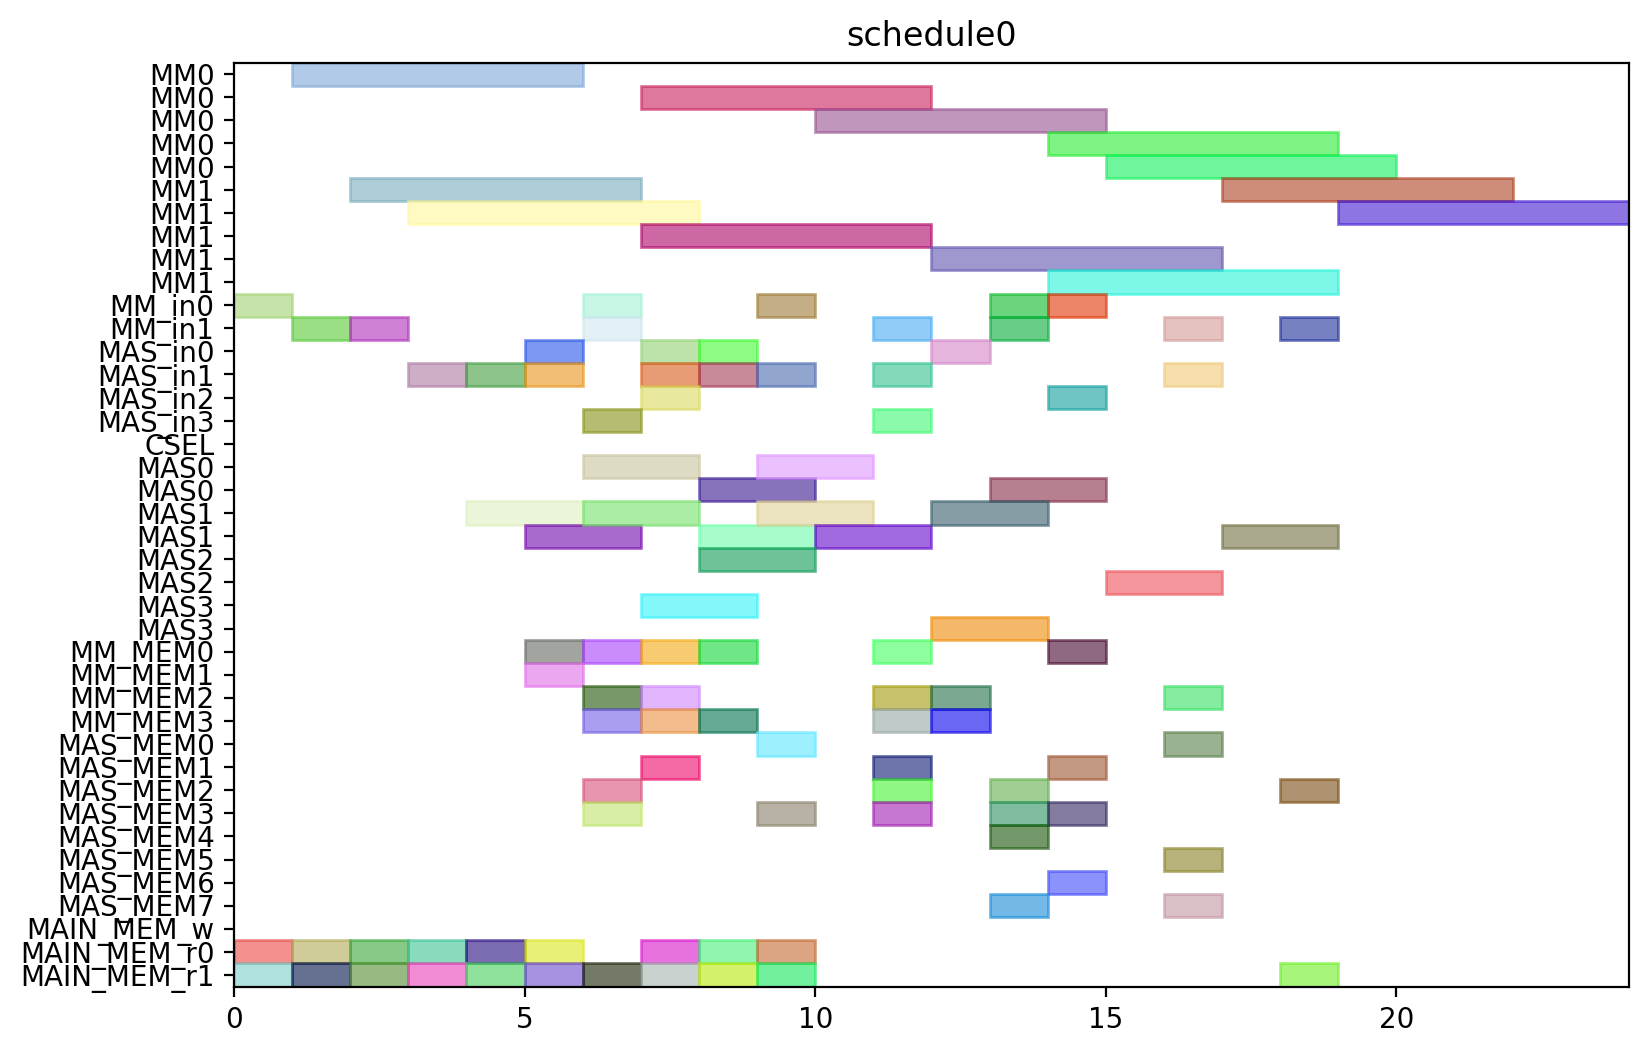 schedule0
MM0
MM0
MM0
MM0
MM0
MM1
MM1
MM1
MM1
MM1
MM_in0
MM_in1
MAS_in0
MAS_in1
MAS_in2
MAS_in3
CSEL
MAS0
MAS0
MAS1
MAS1
MAS2
MAS2
MAS3
MAS3
MM_MEM0
MM_MEM1
MM_MEM2
MM_MEM3
MAS_MEM0
MAS_MEM1
MAS_MEM2
MAS_MEM3
MAS_MEM4
MAS_MEM5
MAS_MEM6
MAS_MEM7
MAIN_MEM_w
MAIN_MEM_r0
MAIN_MEM_r1
0 5 10 15 20